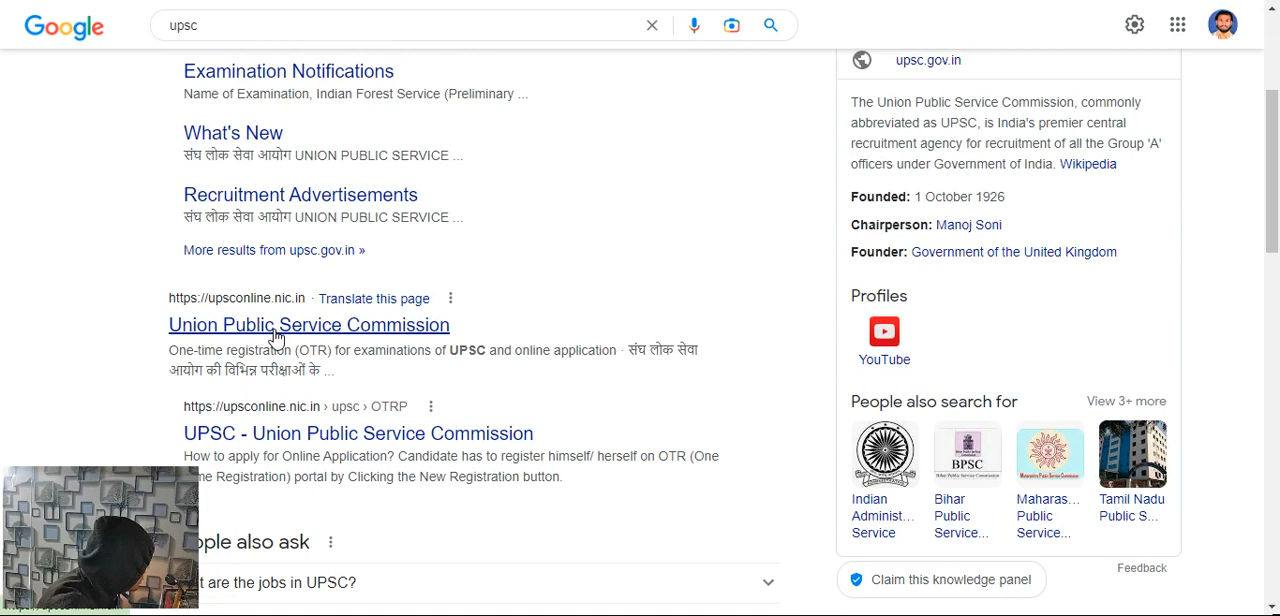 Google
upsc
Examination Notifications
Name of Examination, Indian Forest Service (Preliminary ...
What's New
संघ लोक सेवा आयोग UNION PUBLIC SERVICE ...
Recruitment Advertisements
संघ लोक सेवा आयोग UNION PUBLIC SERVICE ...
More results from upsc.gov.in »
https://upsconline.nic.in · Translate this page
Union Public Service Commission
One-time registration (OTR) for examinations of UPSC and online application · संघ लोक सेवा
आयोग की विभिन्न परीक्षाओं के ...
https://upsconline.nic.in › upsc › OTRP
UPSC - Union Public Service Commission
How to apply for Online Application? Candidate has to register himself/ herself on OTR (One
me Registration) portal by Clicking the New Registration button.
ople also ask
t are the jobs in UPSC?
upsc.gov.in
The Union Public Service Commission, commonly
abbreviated as UPSC, is India's premier central
recruitment agency for recruitment of all the Group 'A'
officers under Government of India. Wikipedia
Founded: 1 October 1926
Chairperson: Manoj Soni
Founder: Government of the United Kingdom
Profiles
YouTube
People also search for
View 3+ more
BPSC
Indian
Administ...
Service
Bihar
Public
Service...
Maharas...
Public
Service...
Tamil Nadu
Public S...
Feedback
Claim this knowledge panel